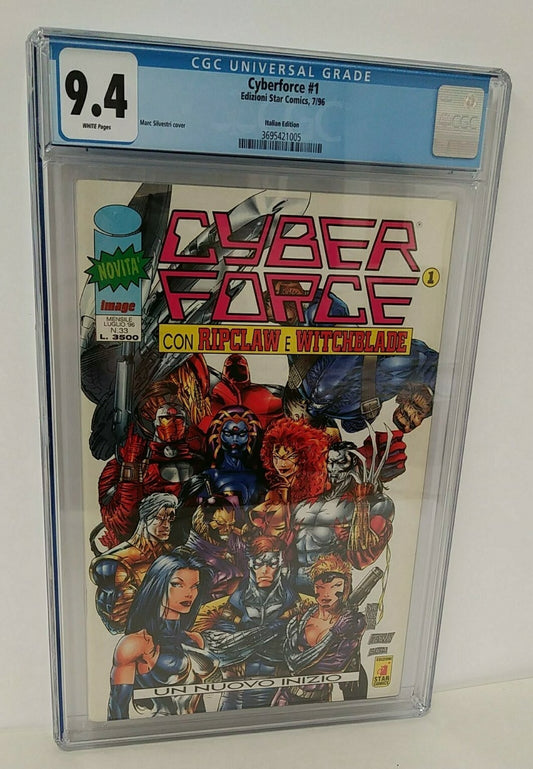 CGC UNIVERSAL GRADE
9.4
WHITE Pages
Cyberforce #1
Edizioni Star Comics, 7/96
Marc Silvestri cover
Italian Edition
3695421005
CGC
CYBER
FORCE
1
NOVITA'
image
MENSILE
LUGLIO '96
N.33
L. 3500
CON RIPCLAW E WITCHBLADE
UN NUOVO INIZIO
EDIZIONI
STAR
COMICS